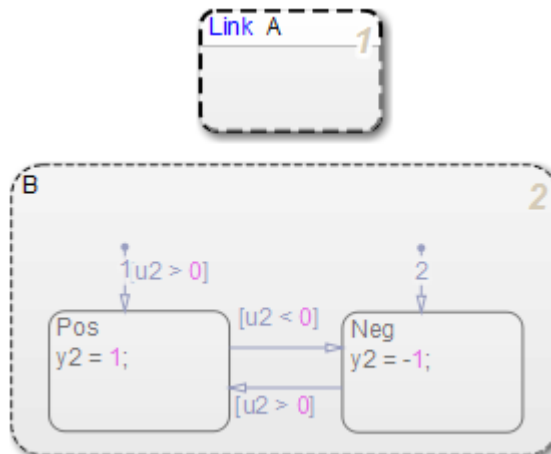 Link A
1
B
2
1[u2 > 0]
2
Pos
y2 = 1;
[u2 < 0]
Neg
y2 = -1;
[u2 > 0]